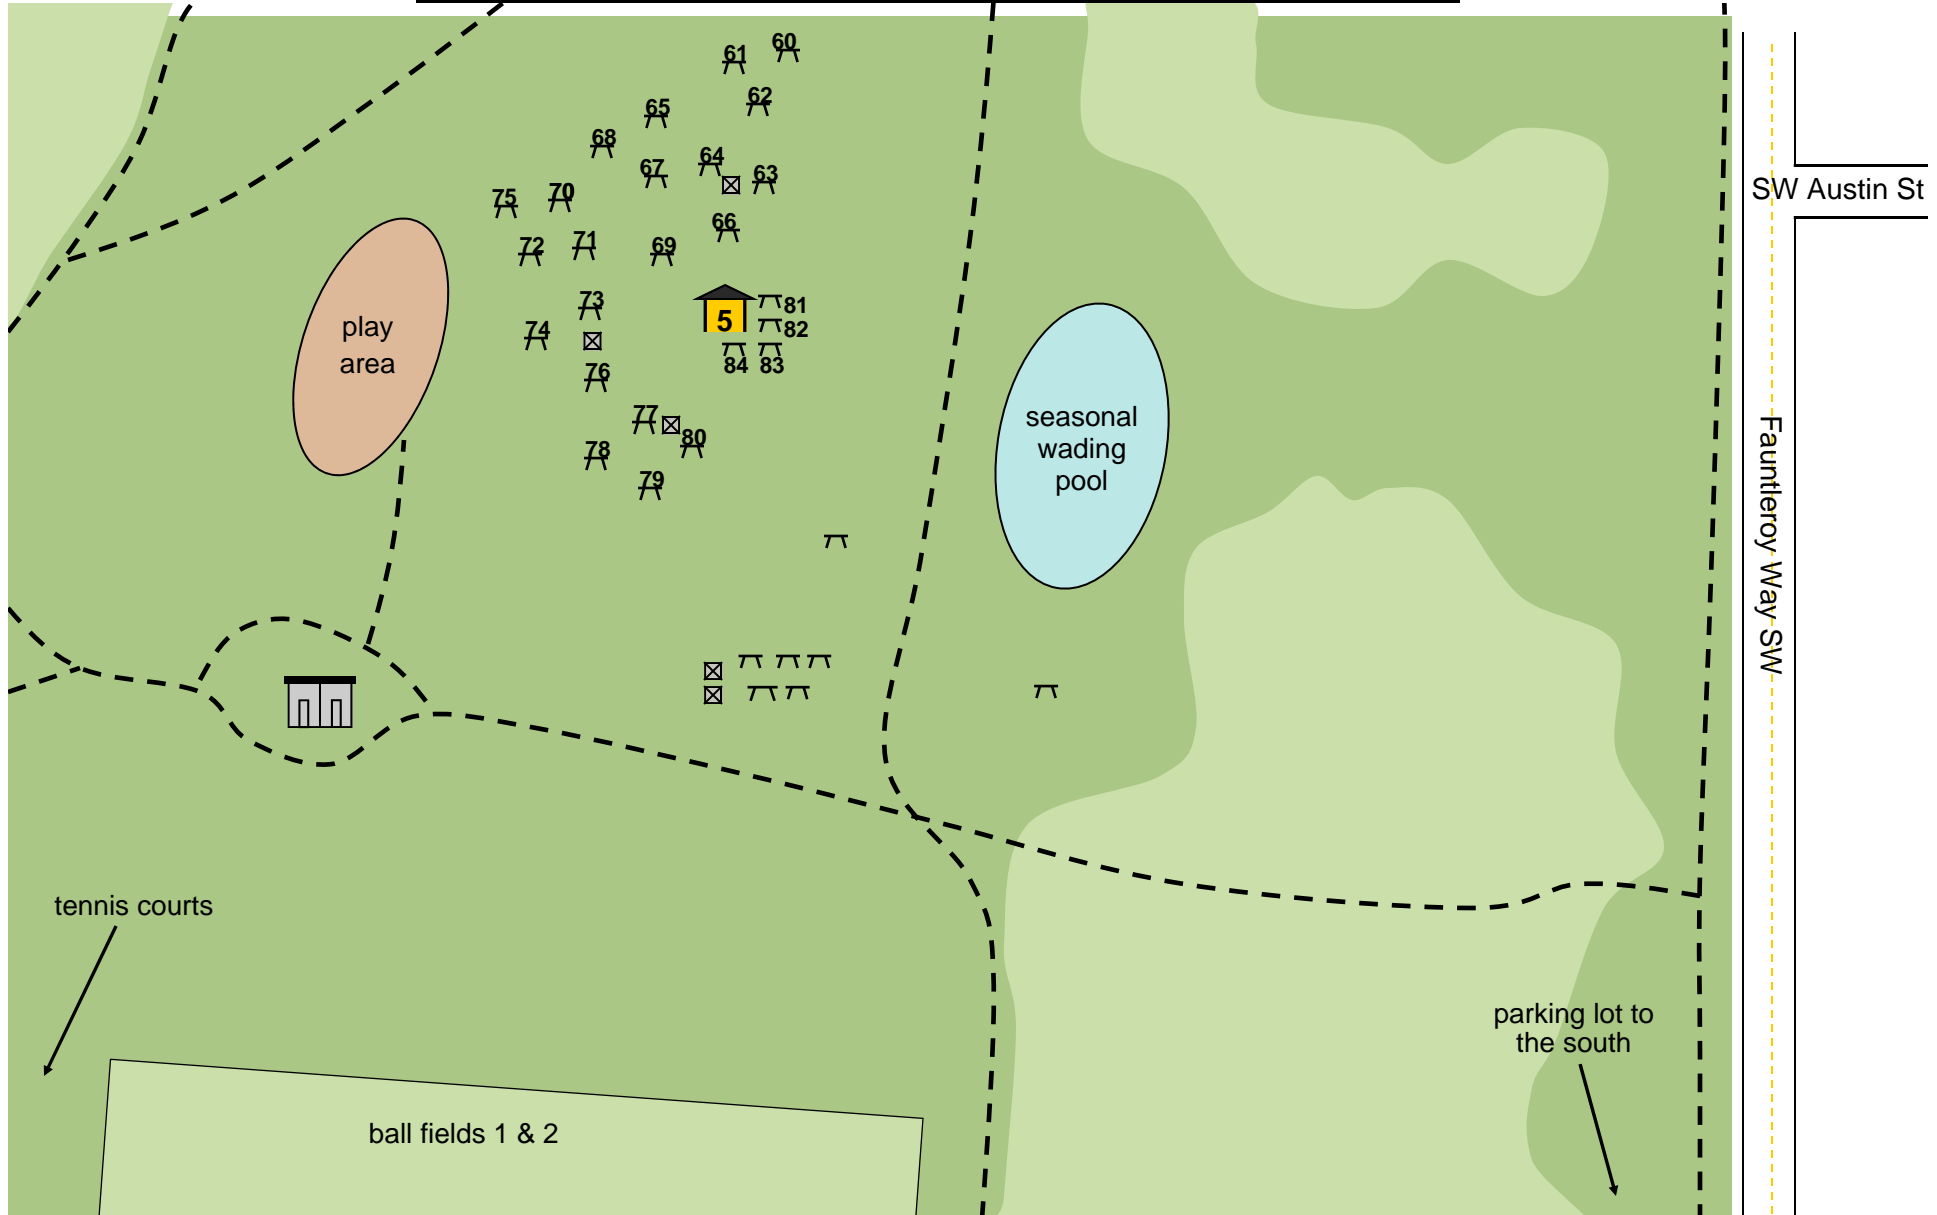 60
61
62
65
68
64
67
63
75
70
66
72
71
69
73
81
5
74
82
84
83
76
77
80
78
79
play
area
seasonal
wading
pool
SW Austin St
Fauntleroy Way SW
tennis courts
parking lot to
the south
ball fields 1 & 2